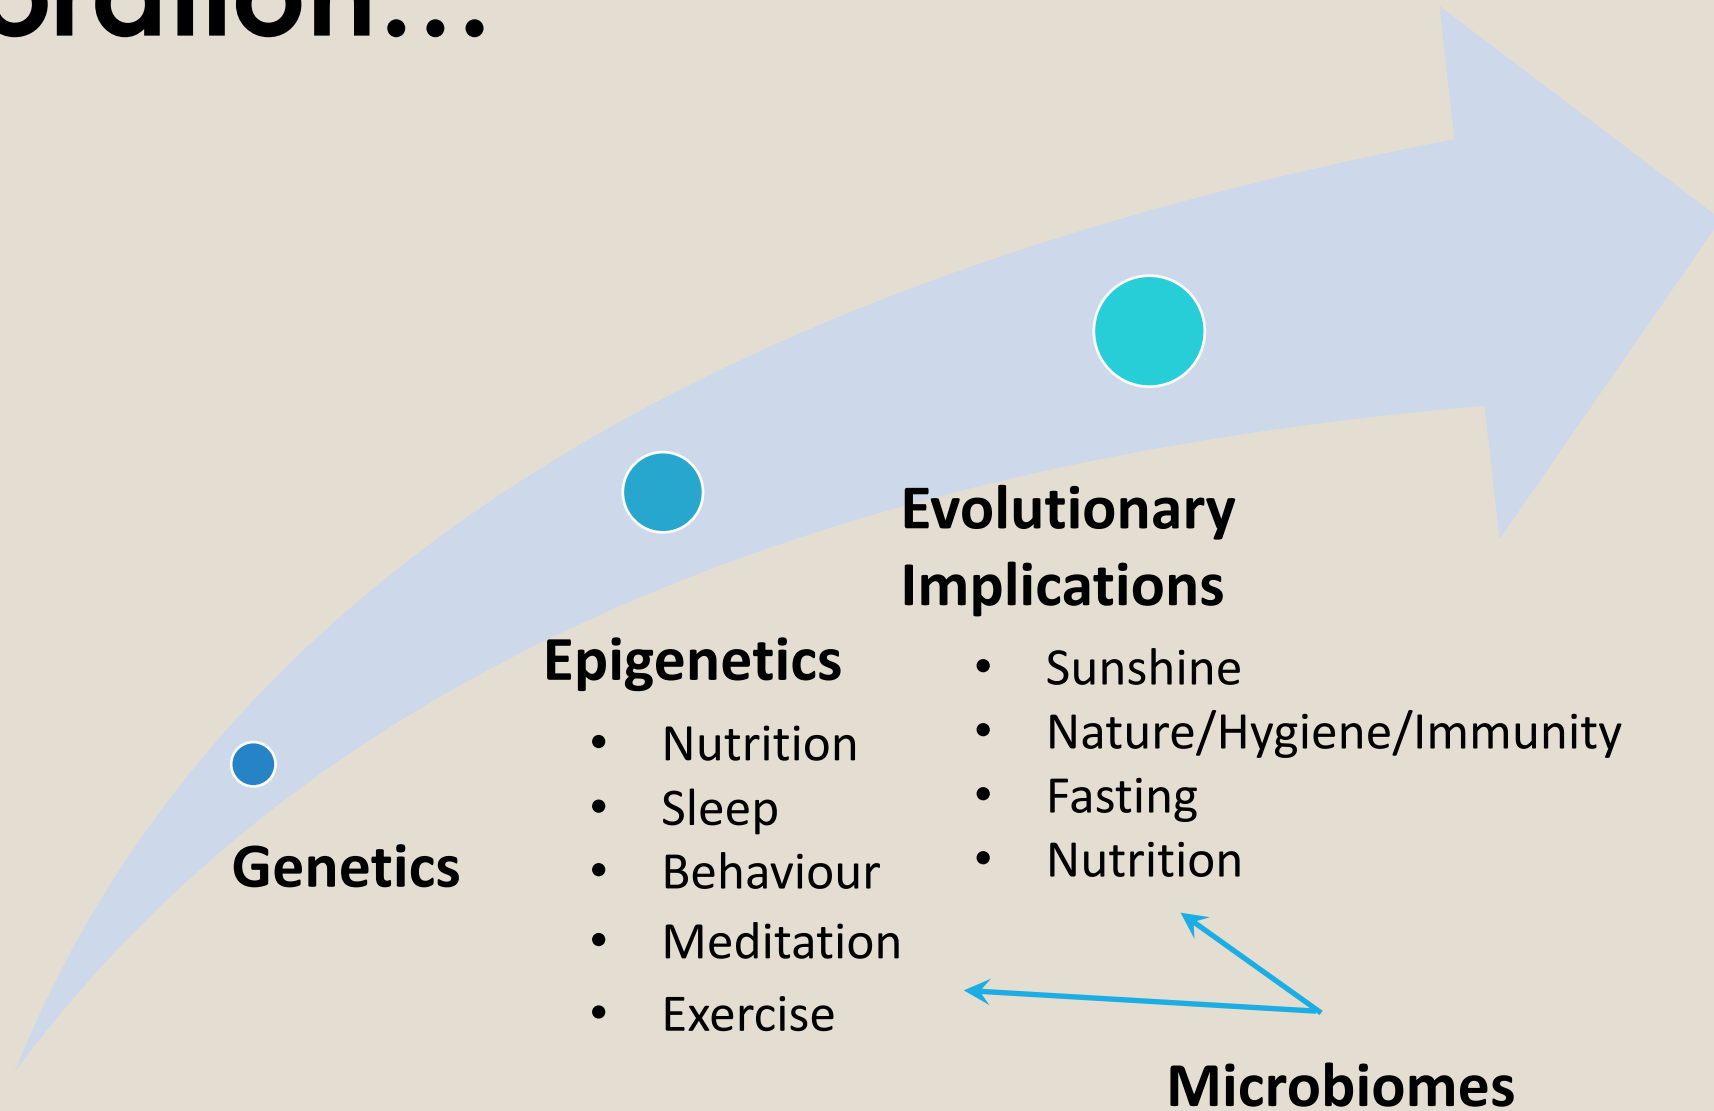 Genetics
Epigenetics
• Nutrition
• Sleep
• Behaviour
• Meditation
• Exercise
Evolutionary
Implications
• Sunshine
• Nature/Hygiene/Immunity
• Fasting
• Nutrition
Microbiomes